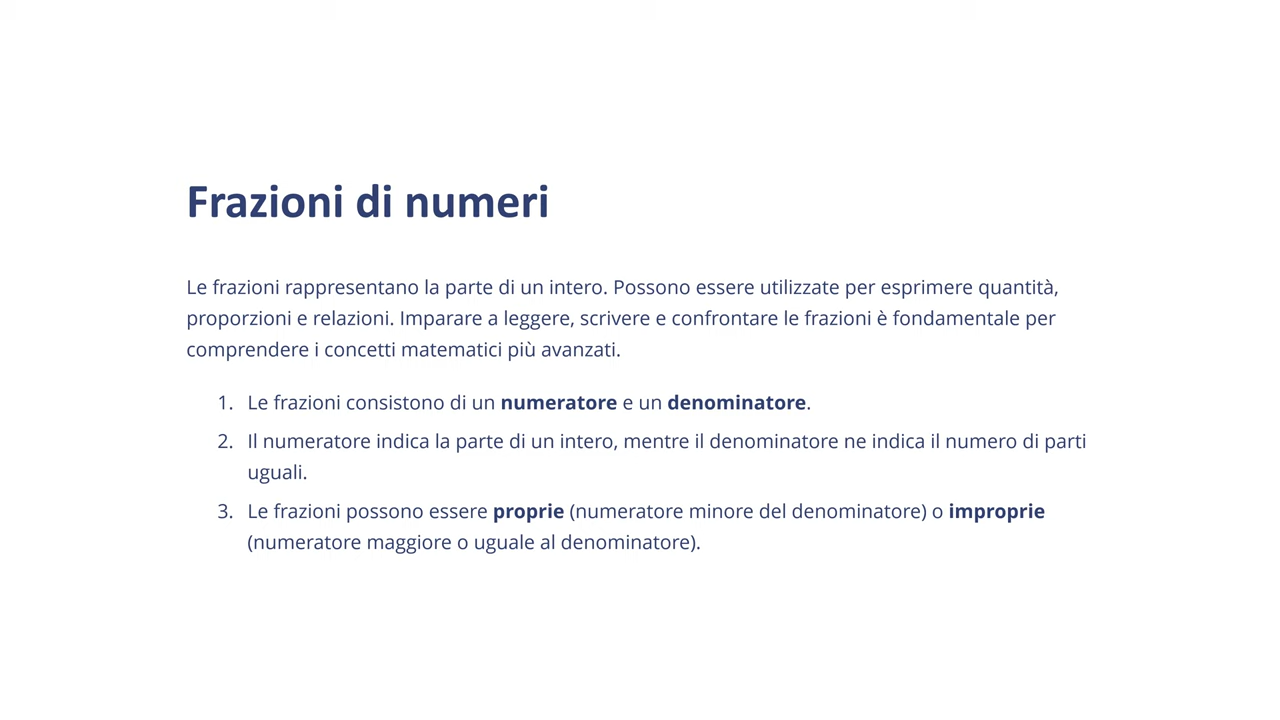 Frazioni di numeri
Le frazioni rappresentano la parte di un intero. Possono essere utilizzate per esprimere quantità,
proporzioni e relazioni. Imparare a leggere, scrivere e confrontare le frazioni è fondamentale per
comprendere i concetti matematici più avanzati.
1. Le frazioni consistono di un numeratore e un denominatore.
2. Il numeratore indica la parte di un intero, mentre il denominatore ne indica il numero di parti
uguali.
3. Le frazioni possono essere proprie (numeratore minore del denominatore) o improprie
(numeratore maggiore o uguale al denominatore).